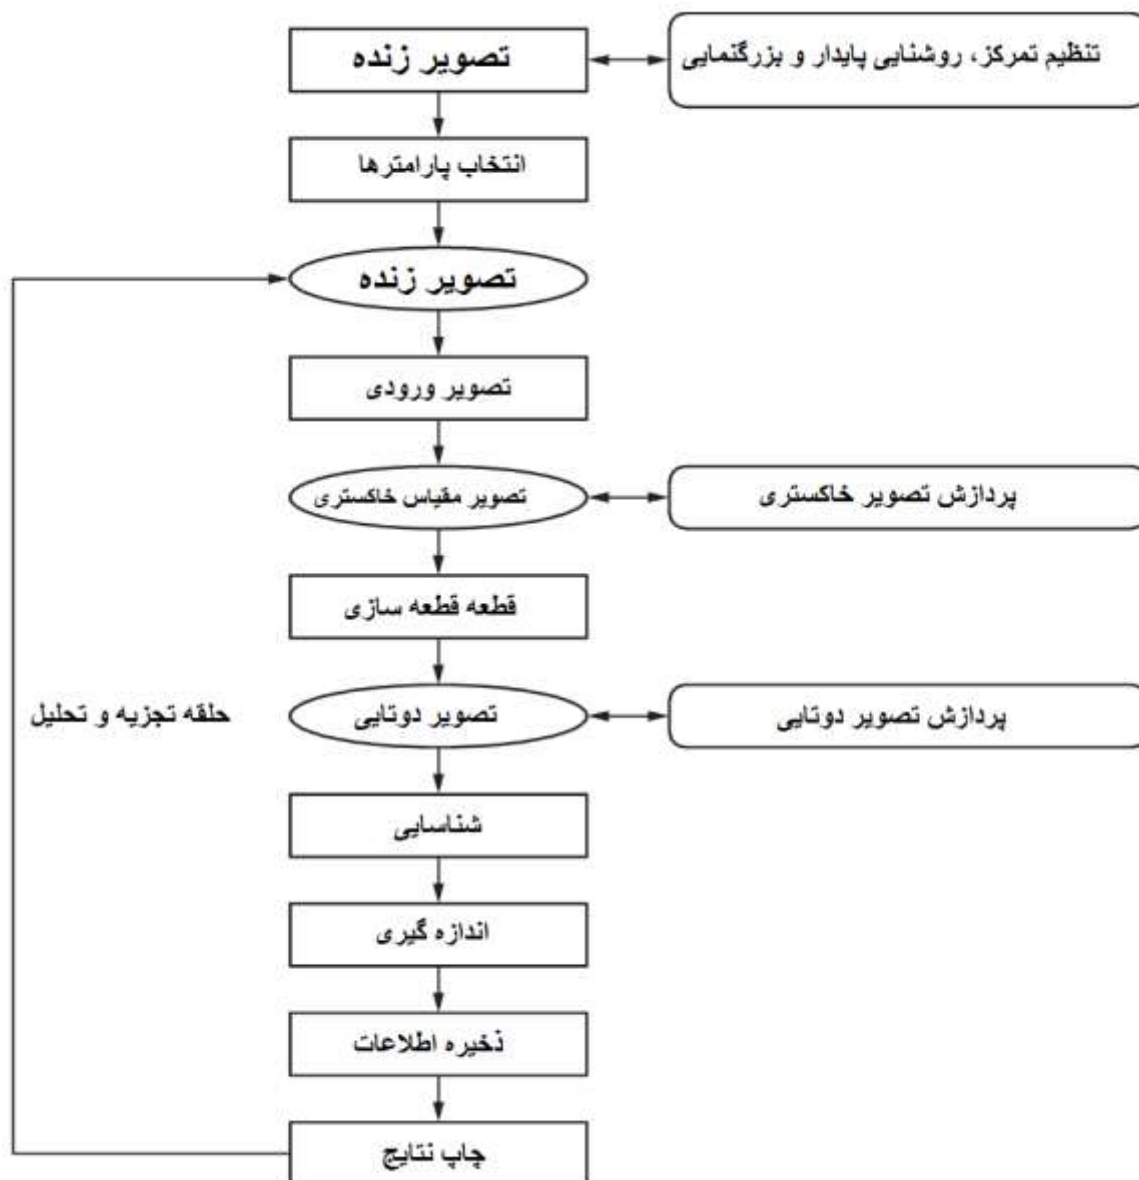 تصویر زنده
تنظیم تمرکز، روشنایی پایدار و بزرگنمایی
انتخاب پارامترها
تصویر زنده
تصویر ورودی
تصویر مقیاس خاکستری
پردازش تصویر خاکستری
قطعه قطعه سازی
تصویر دوتایی
پردازش تصویر دوتایی
حلقه تجزیه و تحلیل
شناسایی
اندازه گیری
ذخیره اطلاعات
چاپ نتایج